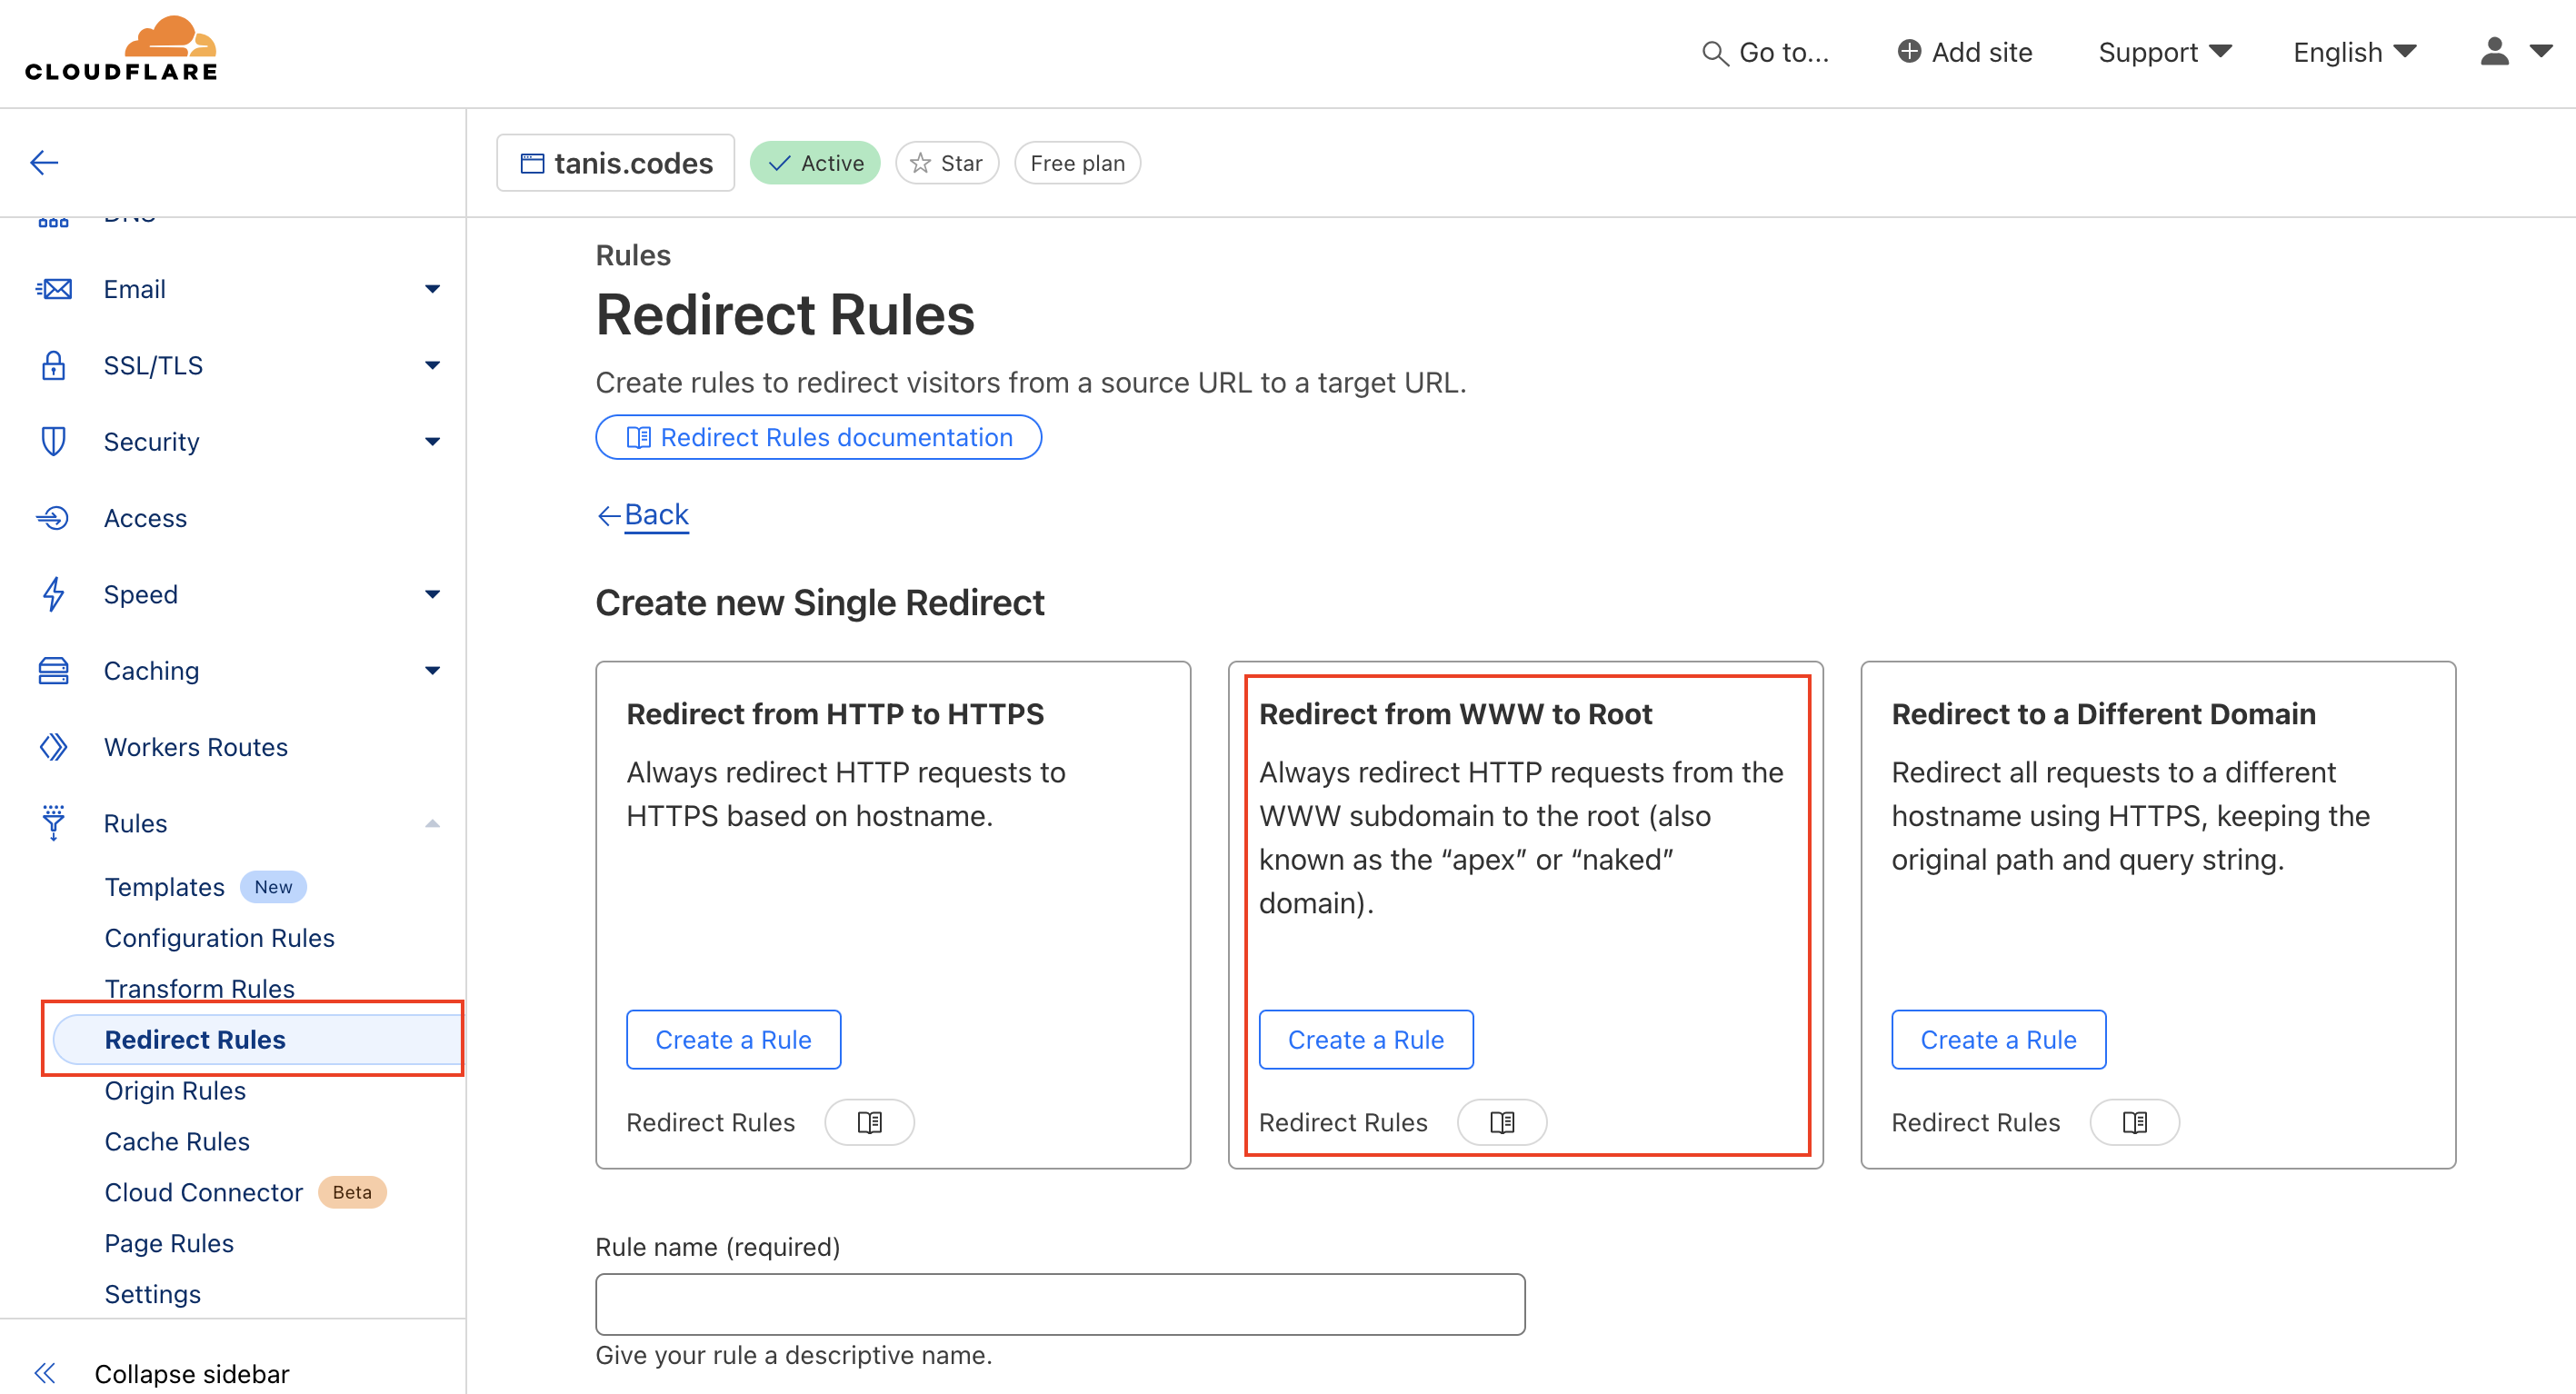 CLOUDFLARE
Go to...
Add site
Support
English
tanis.codes
Active
Star
Free plan
DNS
Email
SSL/TLS
Security
Access
Speed
Caching
Workers Routes
Rules
Templates New
Configuration Rules
Transform Rules
Redirect Rules
Origin Rules
Cache Rules
Cloud Connector Beta
Page Rules
Settings
Collapse sidebar
Rules
Redirect Rules
Create rules to redirect visitors from a source URL to a target URL.
Redirect Rules documentation
Back
Create new Single Redirect
Redirect from HTTP to HTTPS
Always redirect HTTP requests to
HTTPS based on hostname.
Create a Rule
Redirect Rules
Redirect from WWW to Root
Always redirect HTTP requests from the
WWW subdomain to the root (also
known as the “apex” or “naked”
domain).
Create a Rule
Redirect Rules
Redirect to a Different Domain
Redirect all requests to a different
hostname using HTTPS, keeping the
original path and query string.
Create a Rule
Redirect Rules
Rule name (required)
Give your rule a descriptive name.